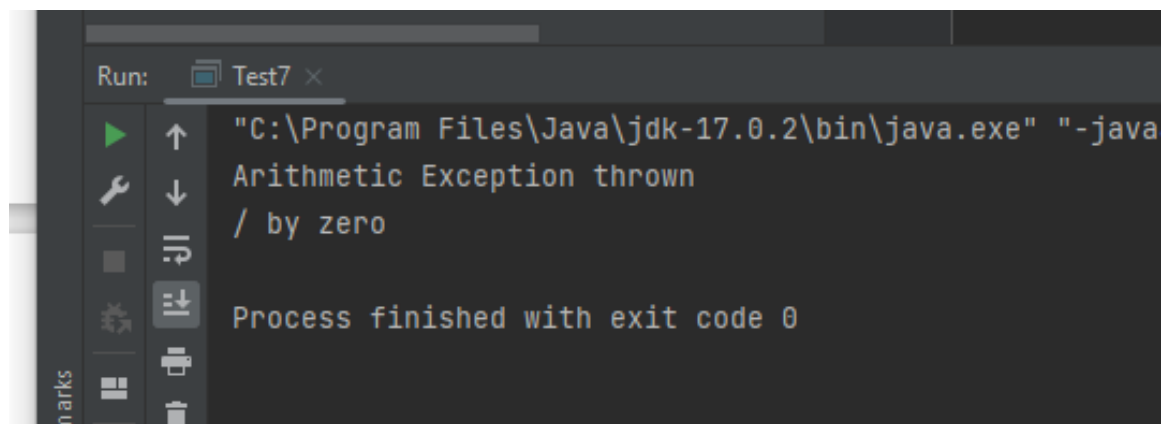 Run: Test7
"C:\Program Files\Java\jdk-17.0.2\bin\java.exe" "-java
Arithmetic Exception thrown
/ by zero
Process finished with exit code 0